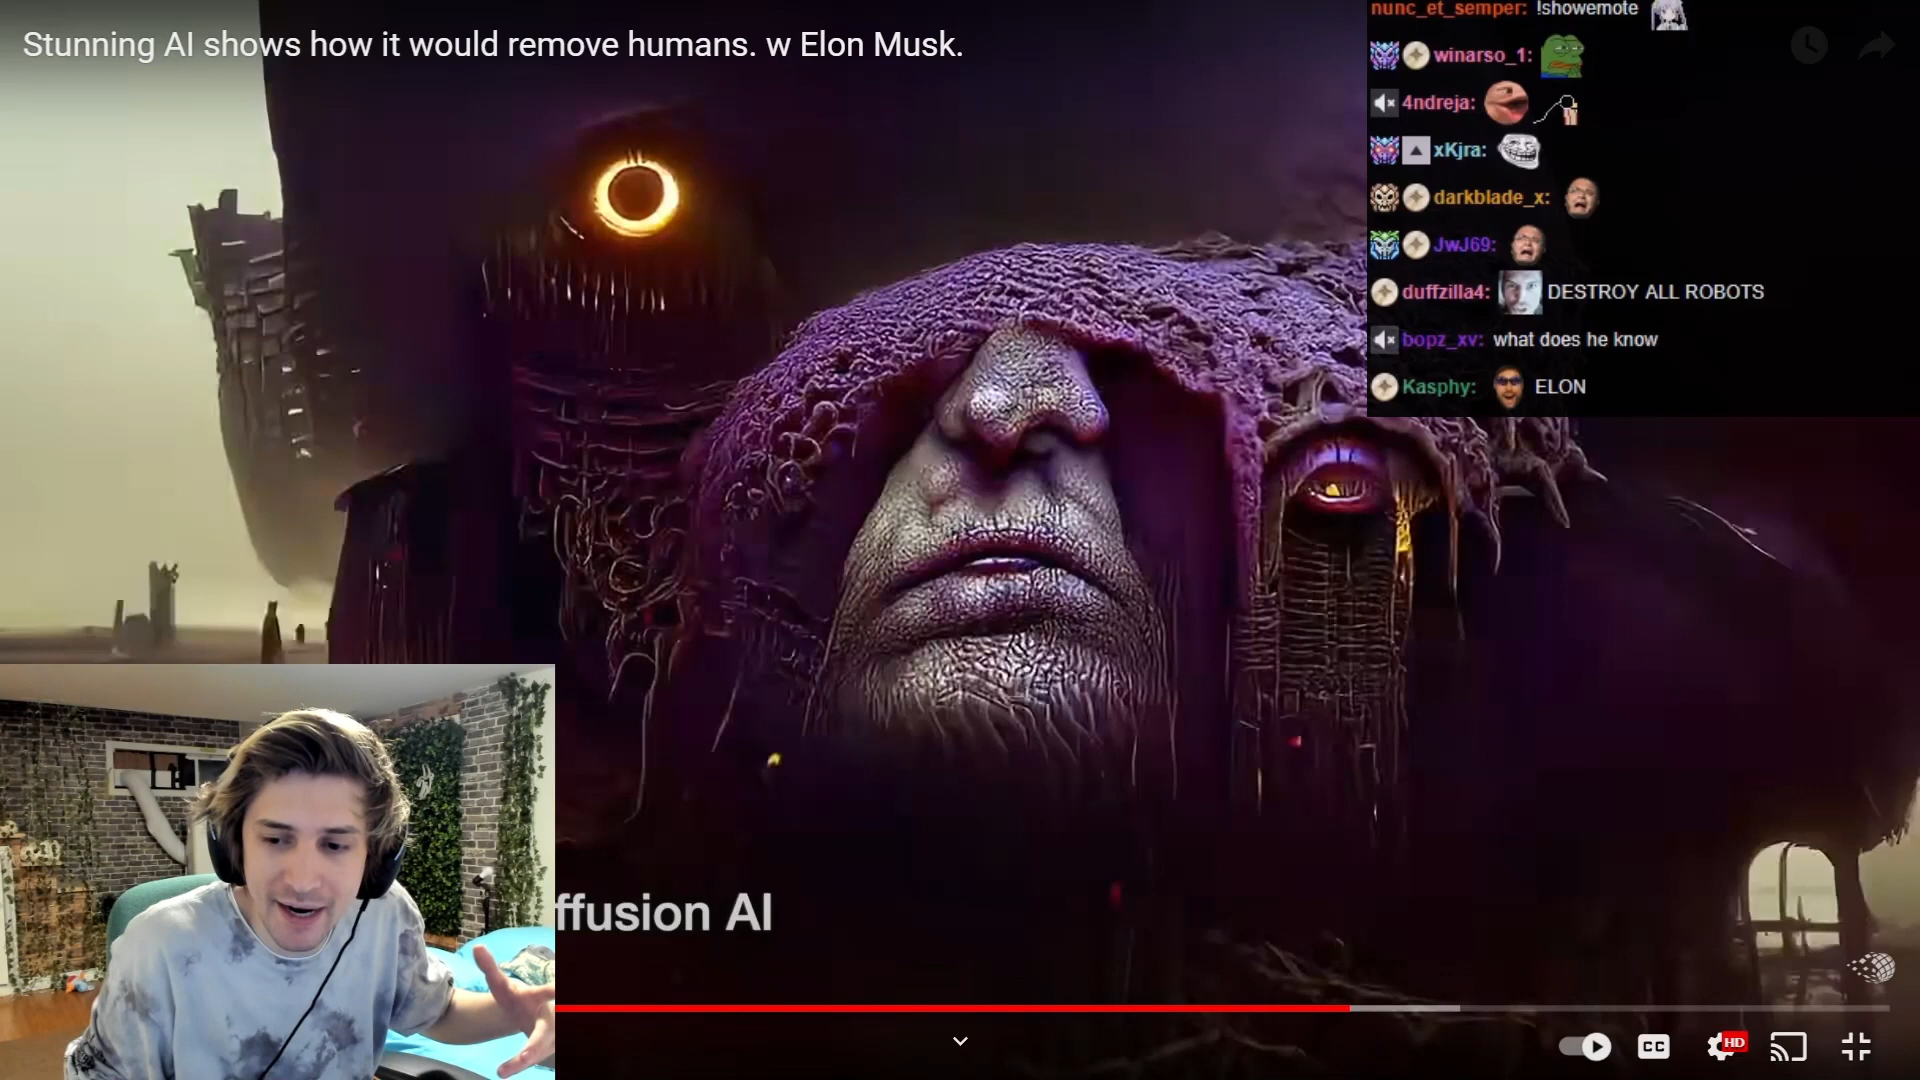 Stunning AI shows how it would remove humans. w Elon Musk.
nunc_et_semper: !showemote
winarso_1:
4ndreja:
xKjra:
darkblade_x:
JwJ69:
duffzilla4: DESTROY ALL ROBOTS
bopz_xv: what does he know
Kasphy: ELON
ffusion AI
CC
HD